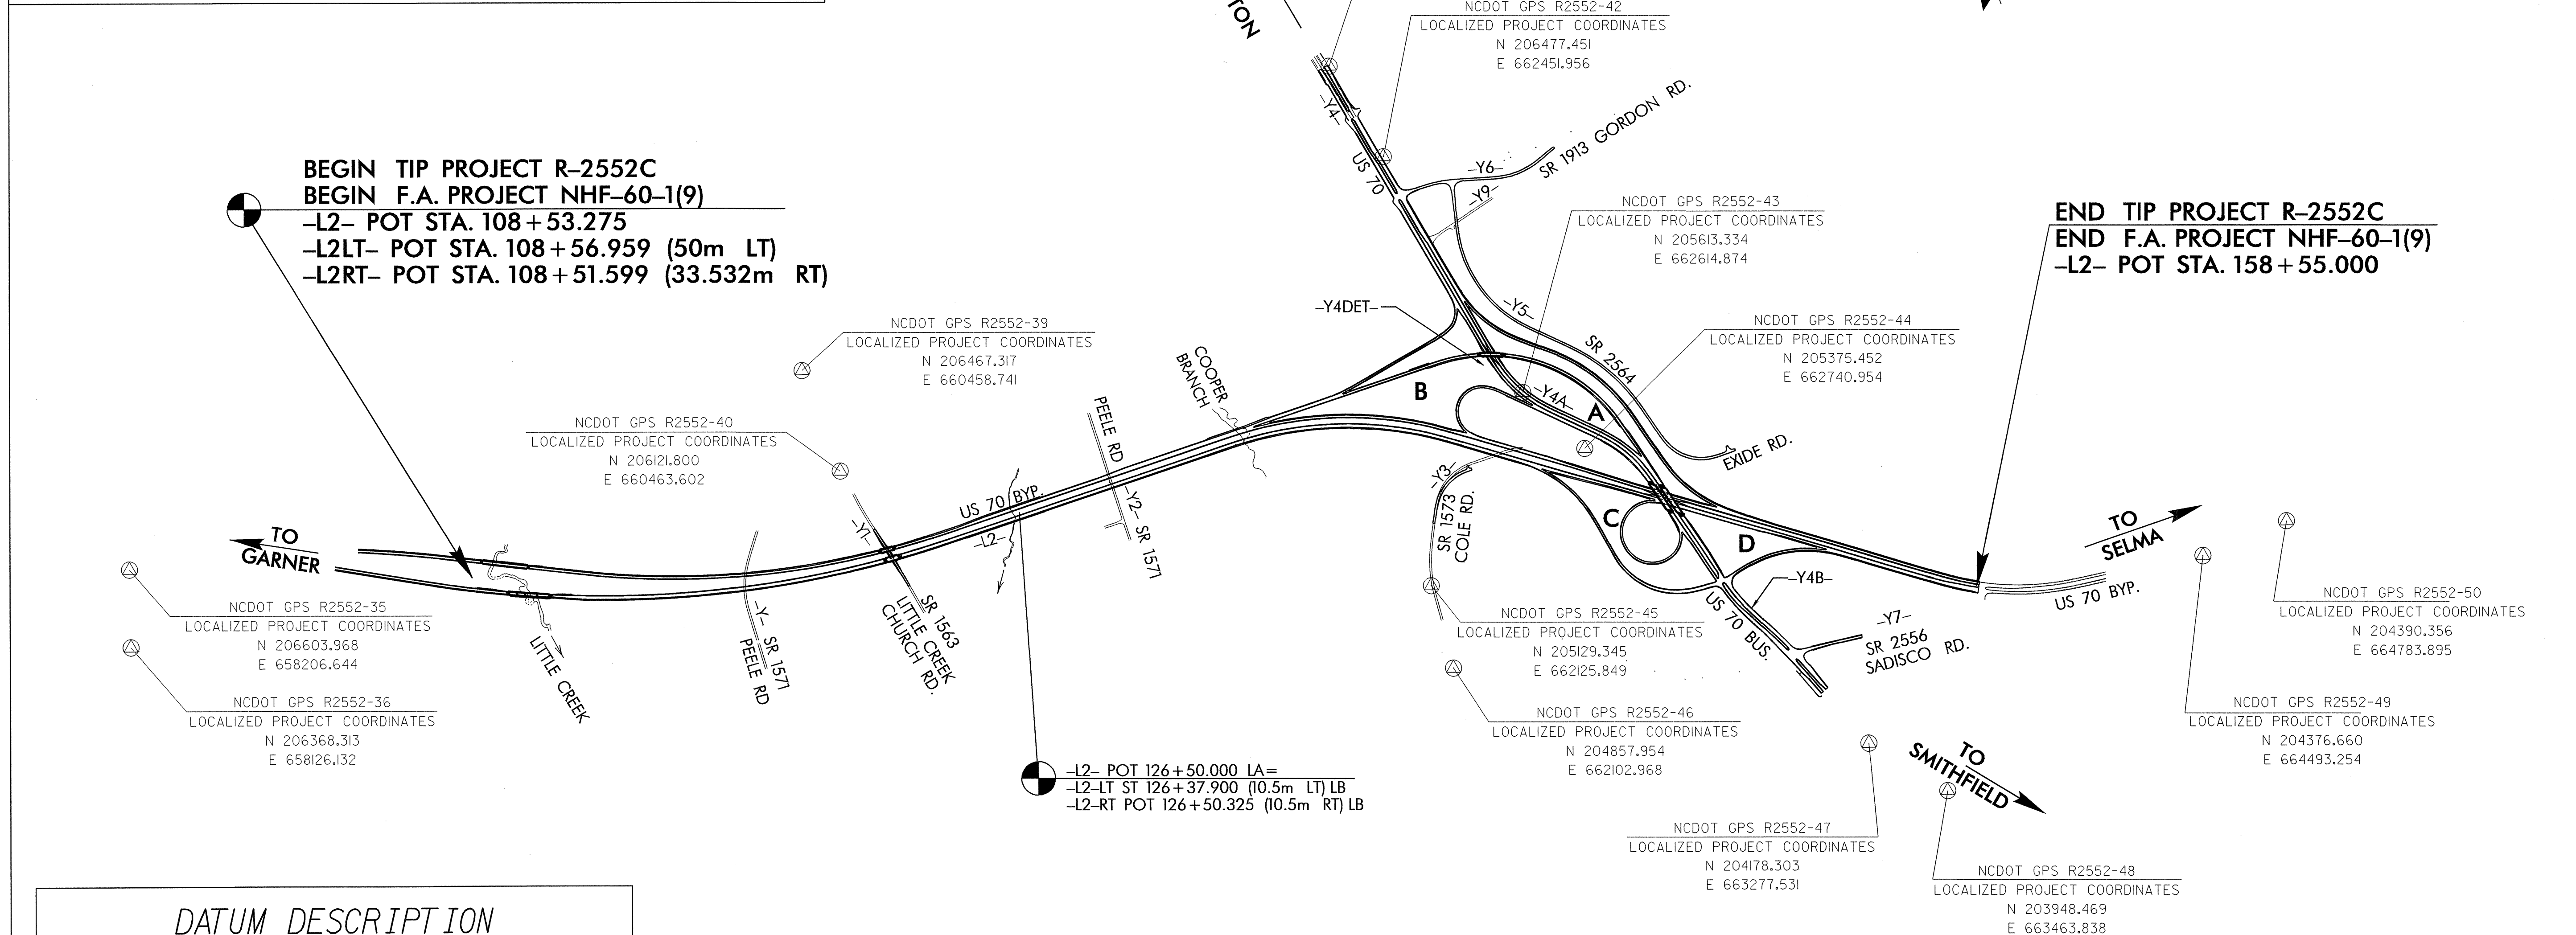 TON
NCDOT GPS R2552-42
LOCALIZED PROJECT COORDINATES
N 206477.451
E 662451.956
BEGIN TIP PROJECT R–2552C
BEGIN F.A. PROJECT NHF–60–1(9)
–L2– POT STA. 108+53.275
–L2LT– POT STA. 108+56.959 (50m LT)
–L2RT– POT STA. 108+51.599 (33.532m RT)
END TIP PROJECT R–2552C
END F.A. PROJECT NHF–60–1(9)
–L2– POT STA. 158+55.000
–Y4–
US 70
–Y6–
–Y9–
SR 1913 GORDON RD.
NCDOT GPS R2552-43
LOCALIZED PROJECT COORDINATES
N 205613.334
E 662614.874
–Y4DET–
–Y5–
SR 2564
NCDOT GPS R2552-44
LOCALIZED PROJECT COORDINATES
N 205375.452
E 662740.954
NCDOT GPS R2552-39
LOCALIZED PROJECT COORDINATES
N 206467.317
E 660458.741
NCDOT GPS R2552-40
LOCALIZED PROJECT COORDINATES
N 206121.800
E 660463.602
COOPER
BRANCH
PEELE RD
B
–Y4A–
A
EXIDE RD.
US 70 BYP.
–L2–
–Y2– SR 1571
–Y1–
–Y3–
SR 1573
COLE RD.
C
D
TO
GARNER
TO
SELMA
NCDOT GPS R2552-35
LOCALIZED PROJECT COORDINATES
N 206603.968
E 658206.644
NCDOT GPS R2552-36
LOCALIZED PROJECT COORDINATES
N 206368.313
E 658126.132
LITTLE CREEK
–Y– SR 1571
PEELE RD
SR 1563
LITTLE CREEK
CHURCH RD.
–Y4B–
US 70 BUS.
–Y7–
SR 2556
SADISCO RD.
US 70 BYP.
NCDOT GPS R2552-45
LOCALIZED PROJECT COORDINATES
N 205129.345
E 662125.849
NCDOT GPS R2552-46
LOCALIZED PROJECT COORDINATES
N 204857.954
E 662102.968
NCDOT GPS R2552-50
LOCALIZED PROJECT COORDINATES
N 204390.356
E 664783.895
NCDOT GPS R2552-49
LOCALIZED PROJECT COORDINATES
N 204376.660
E 664493.254
–L2– POT 126+50.000 LA=
–L2–LT ST 126+37.900 (10.5m LT) LB
–L2–RT POT 126+50.325 (10.5m RT) LB
TO
SMITHFIELD
NCDOT GPS R2552-47
LOCALIZED PROJECT COORDINATES
N 204178.303
E 663277.531
NCDOT GPS R2552-48
LOCALIZED PROJECT COORDINATES
N 203948.469
E 663463.838
DATUM DESCRIPTION